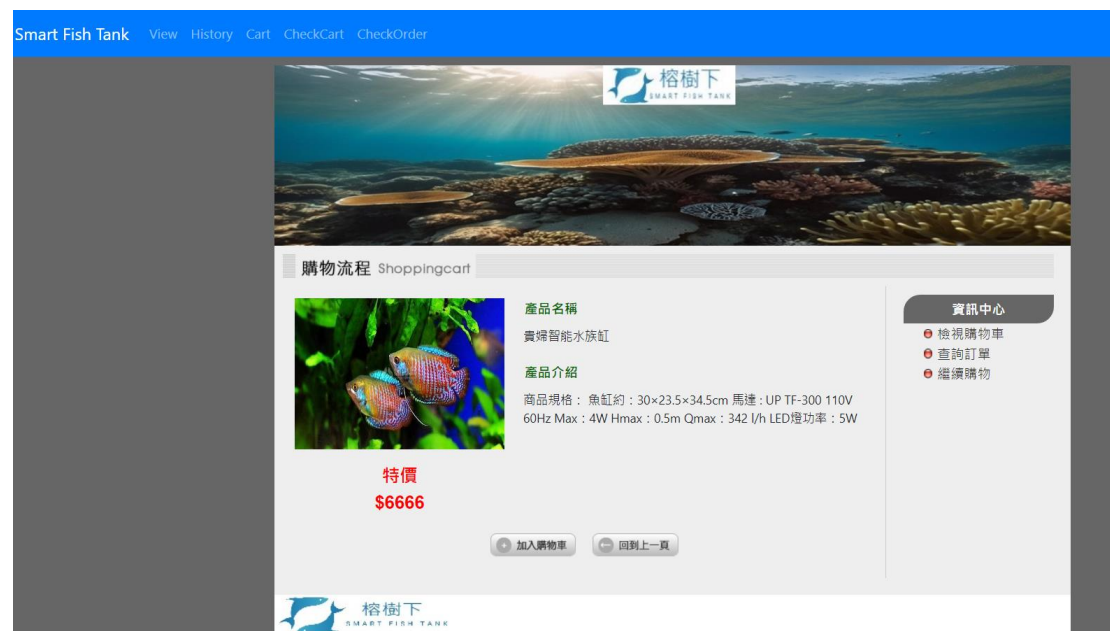 Smart Fish Tank View History Cart CheckCart CheckOrder
榕樹下
SMART FISH TANK
購物流程 Shoppingcart
產品名稱
貴婦智能水族缸
產品介紹
商品規格： 魚缸約：30×23.5×34.5cm 馬達 : UP TF-300 110V
60Hz Max：4W Hmax：0.5m Qmax：342 l/h LED燈功率：5W
特價
$6666
加入購物車 回到上一頁
資訊中心
檢視購物車
查詢訂單
繼續購物
榕樹下
SMART FISH TANK